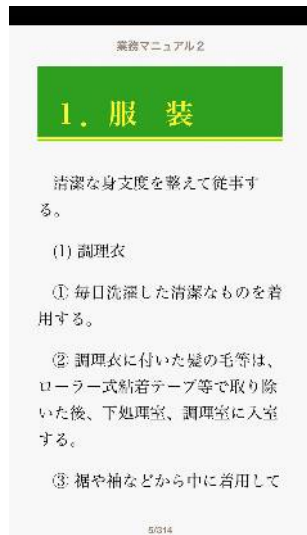 業務マニュアル2
1. 服 装
清潔な身支度を整えて従事す
る。
(1) 調理衣
① 毎日洗濯した清潔なものを着
用する。
② 調理衣に付いた髪の毛等は、
ローラー式粘着テープ等で取り除
いた後、下処理室、調理室に入室
する。
③ 裾や袖などから中に着用して
5/314